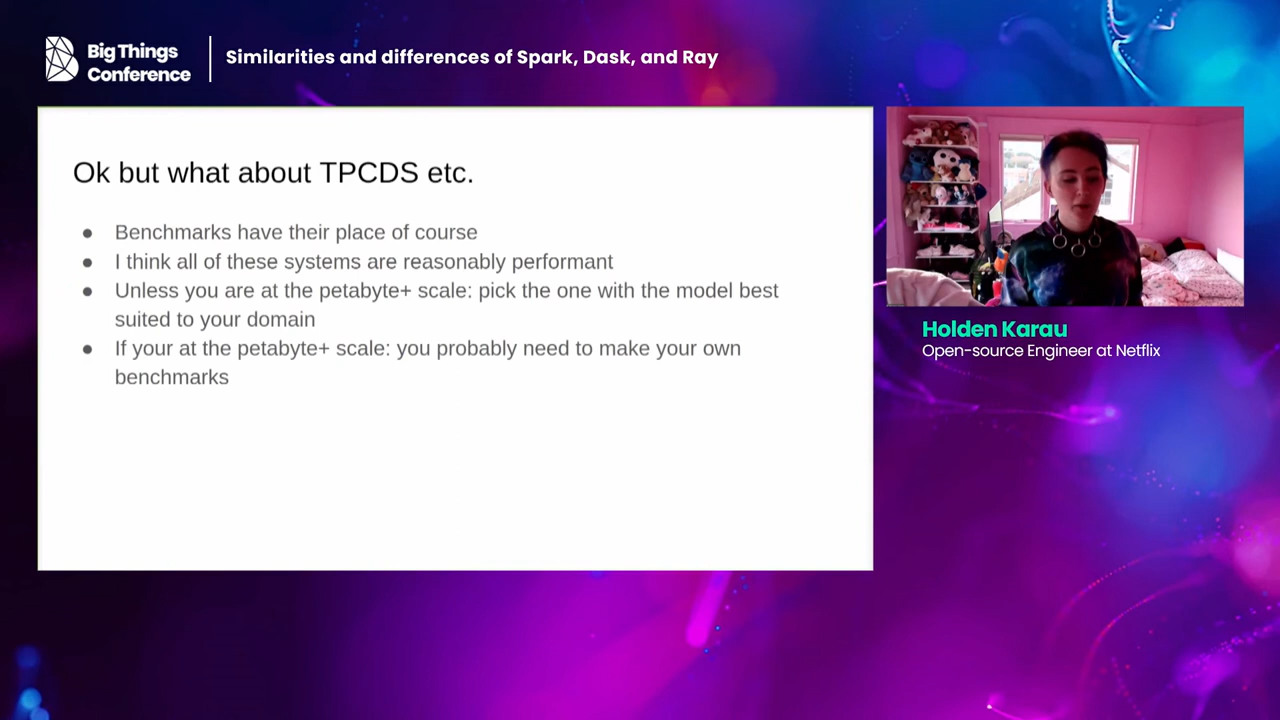 Big Things
Conference
Similarities and differences of Spark, Dask, and Ray
Ok but what about TPCDS etc.
● Benchmarks have their place of course
● I think all of these systems are reasonably performant
● Unless you are at the petabyte+ scale: pick the one with the model best
suited to your domain
● If your at the petabyte+ scale: you probably need to make your own
benchmarks
Holden Karau
Open-source Engineer at Netflix